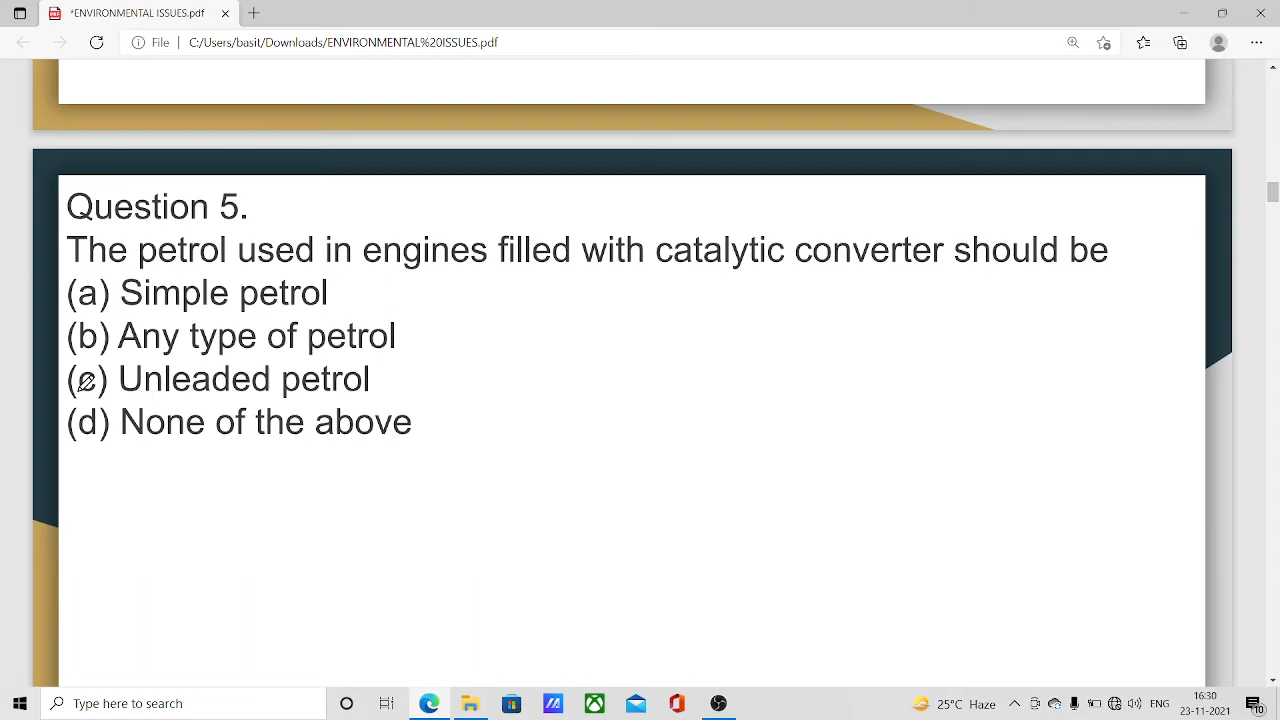 *ENVIRONMENTAL ISSUES.pdf
File | C:/Users/basil/Downloads/ENVIRONMENTAL%20ISSUES.pdf
Question 5.
The petrol used in engines filled with catalytic converter should be
(a) Simple petrol
(b) Any type of petrol
(c) Unleaded petrol
(d) None of the above
Type here to search
25°C Haze
ENG
16:30
23-11-2021
10